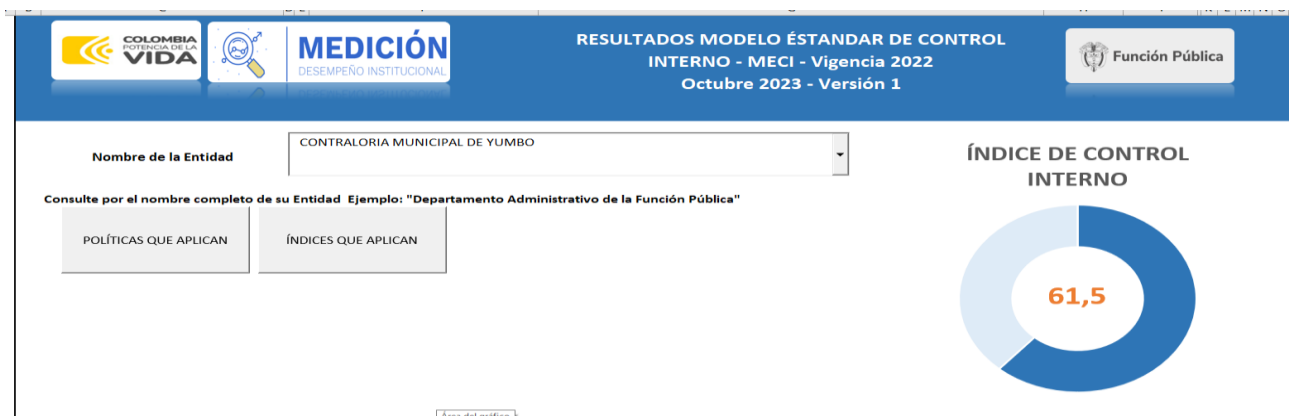 COLOMBIA
POTENCIA DE LA
VIDA
MEDICIÓN
DESEMPEÑO INSTITUCIONAL
RESULTADOS MODELO ÉSTANDAR DE CONTROL
INTERNO - MECI - Vigencia 2022
Octubre 2023 - Versión 1
Función Pública
Nombre de la Entidad
CONTRALORIA MUNICIPAL DE YUMBO
Consulte por el nombre completo de su Entidad Ejemplo: "Departamento Administrativo de la Función Pública"
POLÍTICAS QUE APLICAN
ÍNDICES QUE APLICAN
ÍNDICE DE CONTROL
INTERNO
61,5